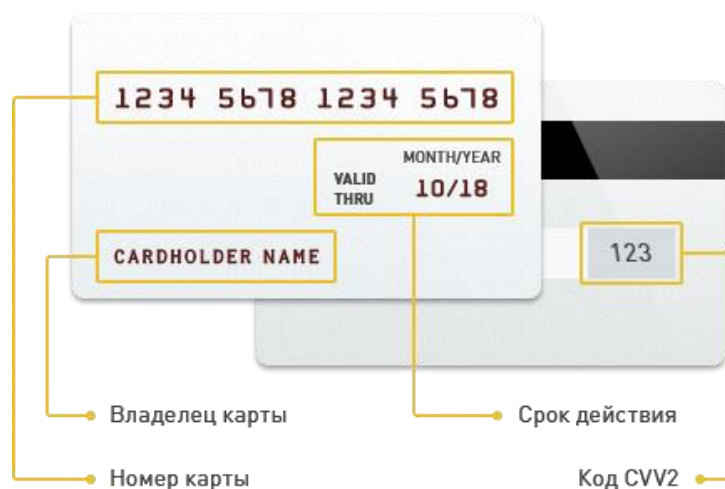 1234 5678 1234 5678
MONTH/YEAR
VALID
THRU
10/18
CARDHOLDER NAME
123
Владелец карты
Срок действия
Номер карты
Код CVV2